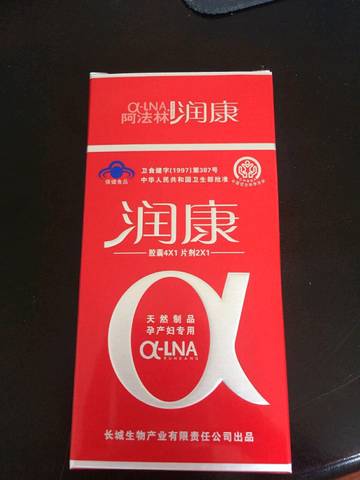 α-LNA
阿法林 润康
保健食品
卫食健字(1997)第387号
中华人民共和国卫生部批准
润康
胶囊4X1 片剂2X1
天然制品
孕产妇专用
α-LNA
RUNKANG
长城生物产业有限责任公司出品